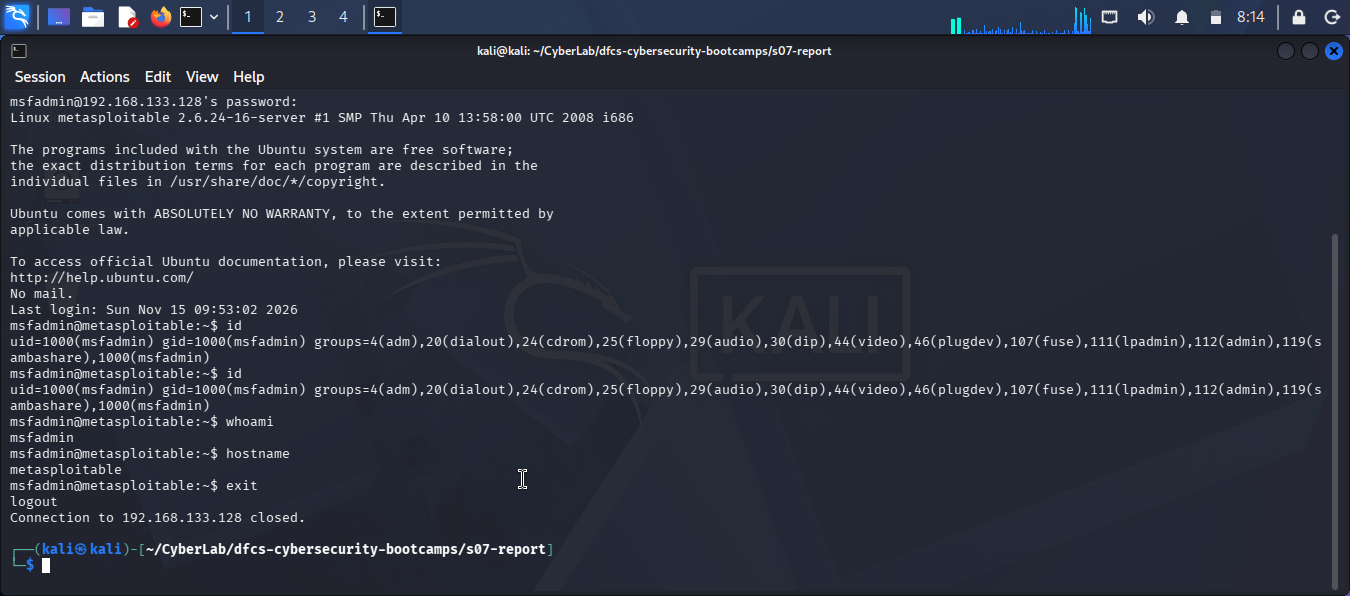 1 2 3 4 8:14
kali@kali: ~/CyberLab/dfcs-cybersecurity-bootcamps/s07-report
Session Actions Edit View Help
msfadmin@192.168.133.128's password:
Linux metasploitable 2.6.24-16-server #1 SMP Thu Apr 10 13:58:00 UTC 2008 i686
The programs included with the Ubuntu system are free software;
the exact distribution terms for each program are described in the
individual files in /usr/share/doc/*/copyright.
Ubuntu comes with ABSOLUTELY NO WARRANTY, to the extent permitted by
applicable law.
To access official Ubuntu documentation, please visit:
http://help.ubuntu.com/
No mail.
Last login: Sun Nov 15 09:53:02 2026
msfadmin@metasploitable:~$ id
uid=1000(msfadmin) gid=1000(msfadmin) groups=4(adm),20(dialout),24(cdrom),25(floppy),29(audio),30(dip),44(video),46(plugdev),107(fuse),111(lpadmin),112(admin),119(s
ambashare),1000(msfadmin)
msfadmin@metasploitable:~$ id
uid=1000(msfadmin) gid=1000(msfadmin) groups=4(adm),20(dialout),24(cdrom),25(floppy),29(audio),30(dip),44(video),46(plugdev),107(fuse),111(lpadmin),112(admin),119(s
ambashare),1000(msfadmin)
msfadmin@metasploitable:~$ whoami
msfadmin
msfadmin@metasploitable:~$ hostname
metasploitable
msfadmin@metasploitable:~$ exit
logout
Connection to 192.168.133.128 closed.
┌──(kali㉿kali)-[~/CyberLab/dfcs-cybersecurity-bootcamps/s07-report]
└─$
KALI